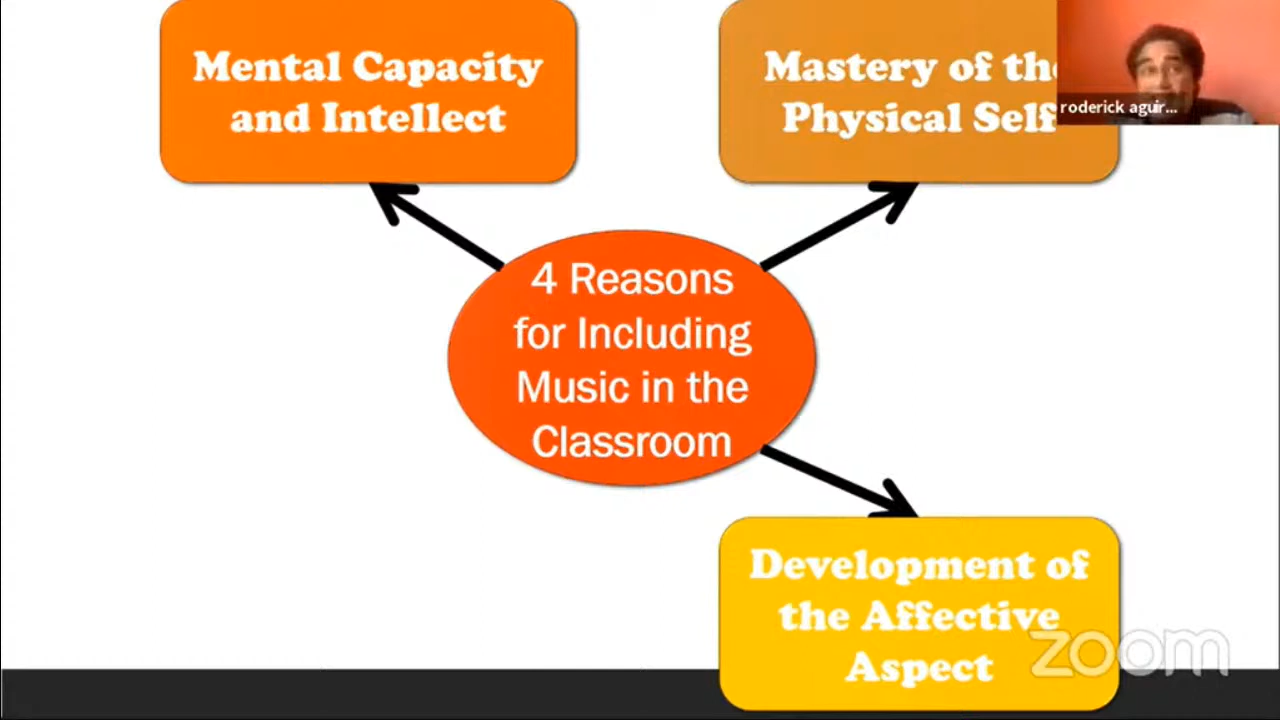 Mental Capacity
and Intellect
Mastery of the
Physical Self
roderick aguir...
4 Reasons
for Including
Music in the
Classroom
Development of
the Affective
Aspect
zoom